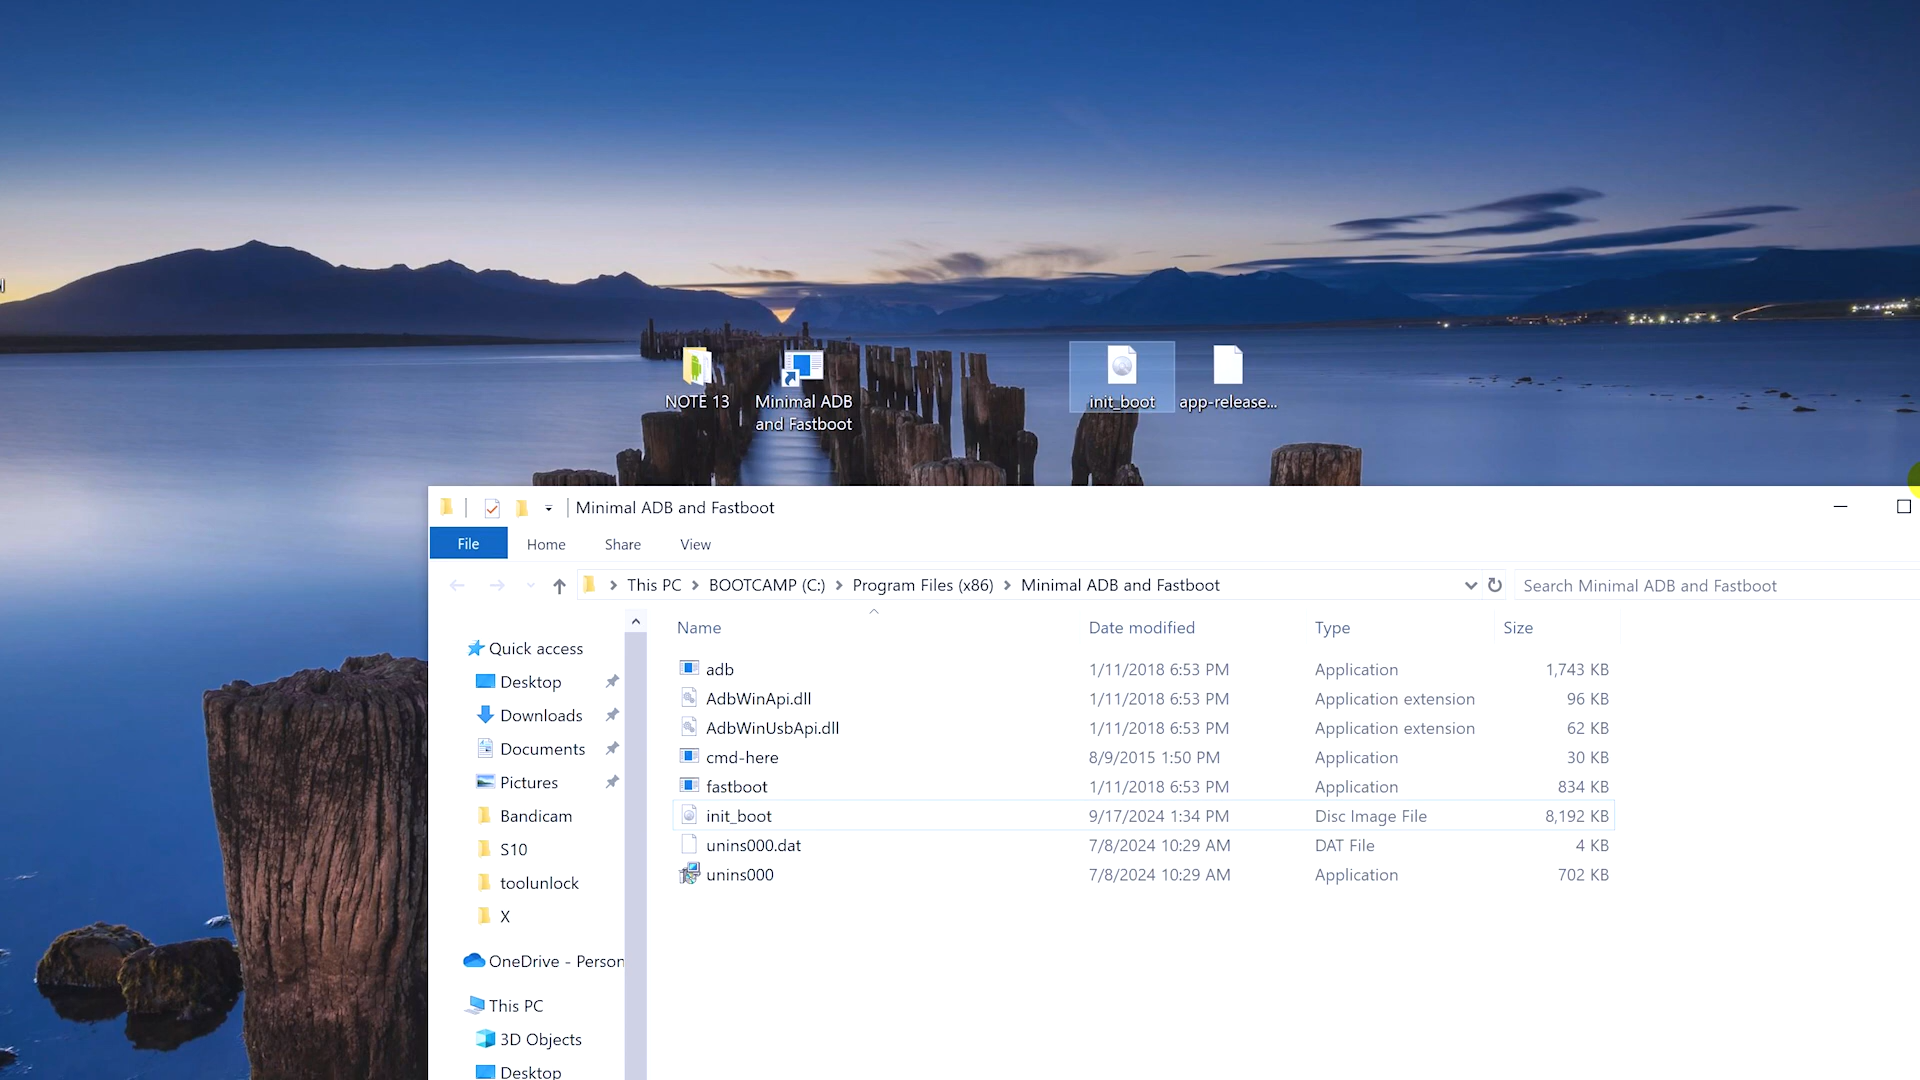 NOTE 13
Minimal ADB
and Fastboot
init_boot
app-release...
Minimal ADB and Fastboot
File
Home
Share
View
This PC
BOOTCAMP (C:)
Program Files (x86)
Minimal ADB and Fastboot
Search Minimal ADB and Fastboot
Name
Date modified
Type
Size
Quick access
Desktop
Downloads
Documents
Pictures
Bandicam
S10
toolunlock
X
OneDrive - Person
This PC
3D Objects
Desktop
adb 1/11/2018 6:53 PM Application 1,743 KB
AdbWinApi.dll 1/11/2018 6:53 PM Application extension 96 KB
AdbWinUsbApi.dll 1/11/2018 6:53 PM Application extension 62 KB
cmd-here 8/9/2015 1:50 PM Application 30 KB
fastboot 1/11/2018 6:53 PM Application 834 KB
init_boot 9/17/2024 1:34 PM Disc Image File 8,192 KB
unins000.dat 7/8/2024 10:29 AM DAT File 4 KB
unins000 7/8/2024 10:29 AM Application 702 KB